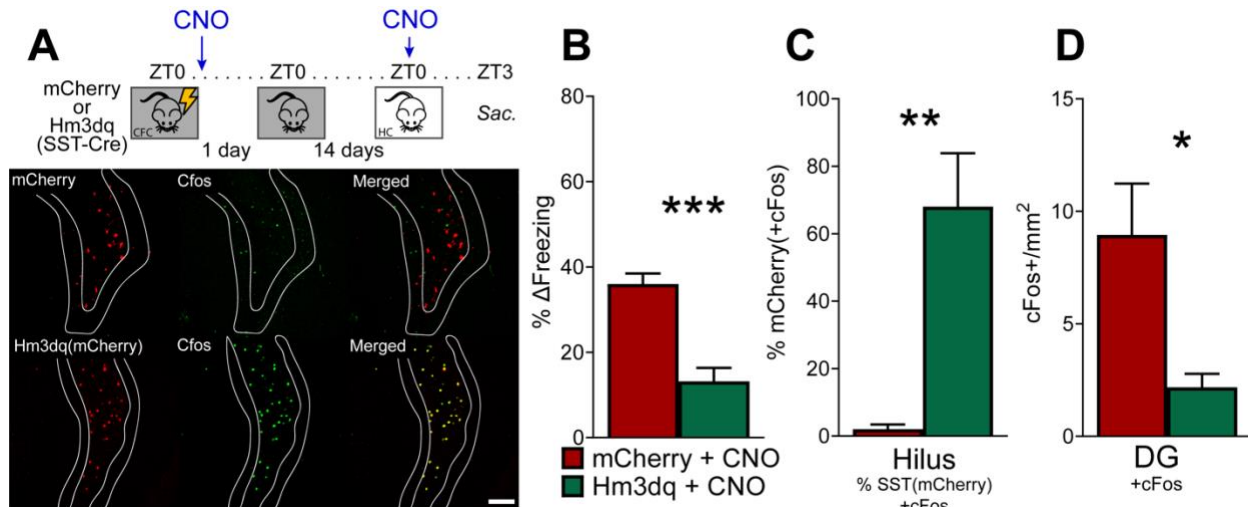 A
CNO
CNO
ZT0 . . . . . . . . ZT0 . . . . . . . ZT0 . . . . . ZT3
mCherry
or
Hm3dq
(SST-Cre)
CFC
HC
Sac.
1 day
14 days
mCherry
Cfos
Merged
Hm3dq(mCherry)
Cfos
Merged
B
% ΔFreezing
80
60
40
20
0
***
mCherry + CNO
Hm3dq + CNO
C
% mCherry(+cFos)
100
80
60
40
20
0
**
Hilus
% SST(mCherry)
+cFos
D
cFos+/mm²
15
10
5
0
*
DG
+cFos